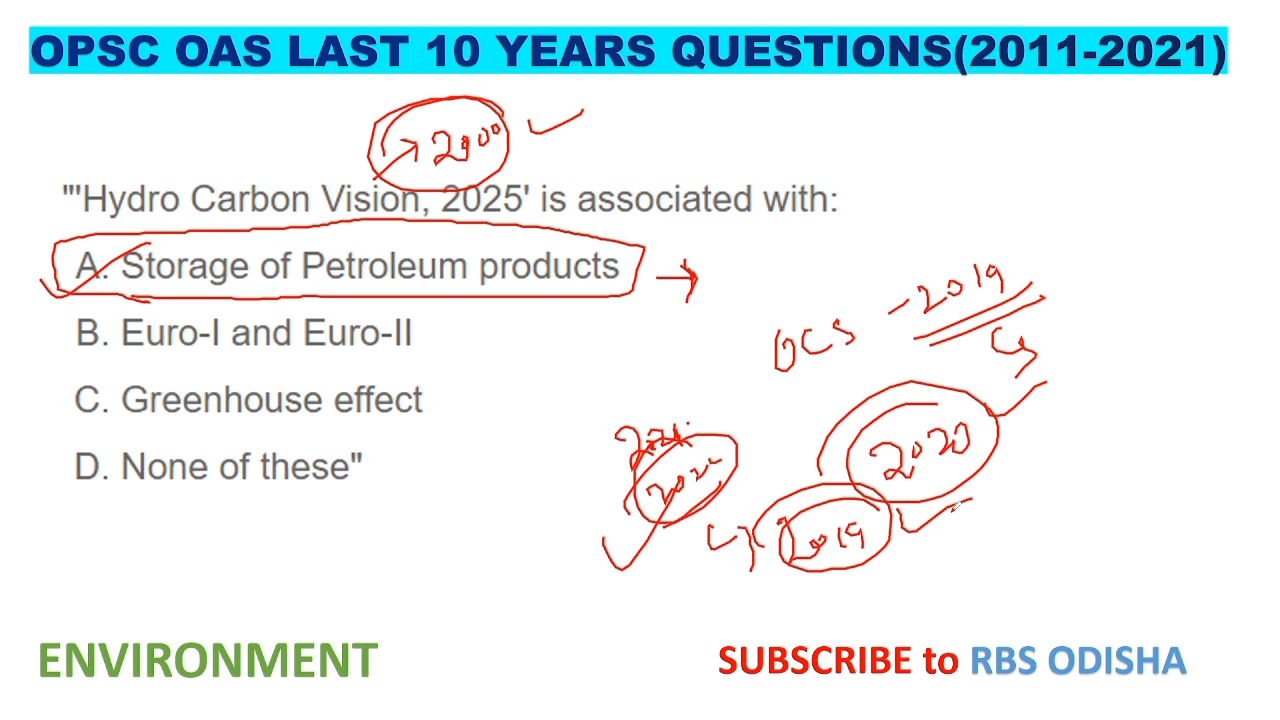 OPSC OAS LAST 10 YEARS QUESTIONS(2011-2021)
2000
"'Hydro Carbon Vision, 2025' is associated with:
A. Storage of Petroleum products
OCS - 2019
B. Euro-I and Euro-II
C. Greenhouse effect
2020
D. None of these"
2019
ENVIRONMENT
SUBSCRIBE to RBS ODISHA